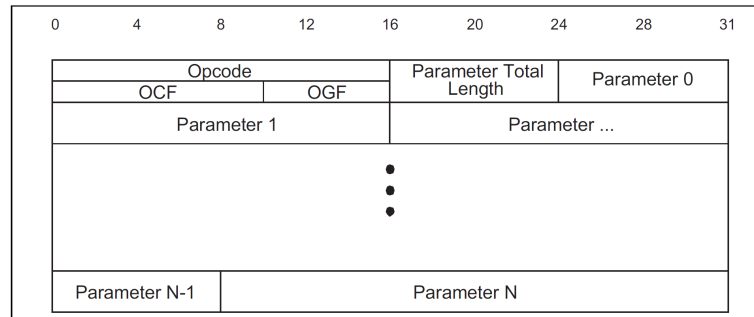 0 4 8 12 16 20 24 28 31
Opcode
OCF OGF
Parameter Total
Length
Parameter 0
Parameter 1 Parameter ...
Parameter N-1 Parameter N